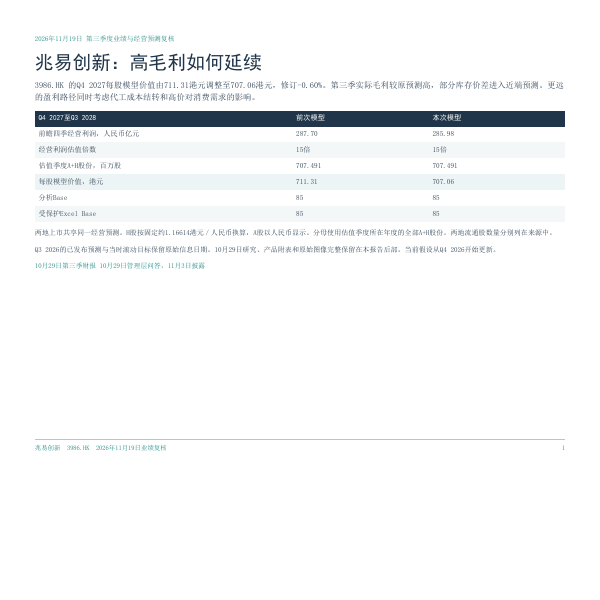 2026年11月19日 第三季度业绩与经营预测复核
兆易创新：高毛利如何延续
3986.HK 的Q4 2027每股模型价值由711.31港元调整至707.06港元，修订-0.60%。第三季实际毛利较原预测高，部分库存价差进入近端预测。更远
的盈利路径同时考虑代工成本结转和高价对消费需求的影响。
Q4 2027至Q3 2028 前次模型 本次模型
前瞻四季经营利润，人民币亿元 287.70 285.98
经营利润估值倍数 15倍 15倍
估值季度A+H股份，百万股 707.491 707.491
每股模型价值，港元 711.31 707.06
分析Base 85 85
受保护Excel Base 85 85
两地上市共享同一经营预测。H股按固定约1.16614港元／人民币换算，A股以人民币显示。分母使用估值季度所在年度的全部A+H股份。两地流通股数量分别列在来源中。
Q3 2026的已发布预测与当时滚动目标保留原始信息日期。10月29日研究、产品附表和原始图像完整保留在本报告后部。当前假设从Q4 2026开始更新。
10月29日第三季财报 10月29日管理层问答、11月3日披露
兆易创新 3986.HK 2026年11月19日业绩复核 1